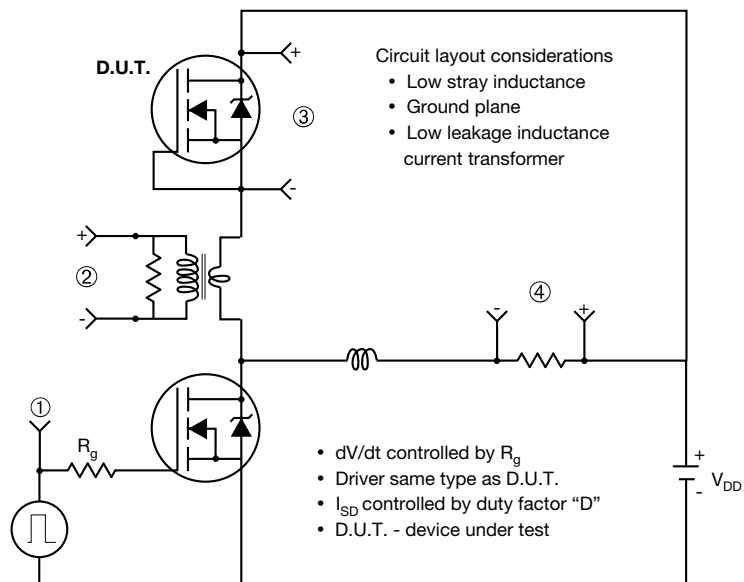 D.U.T.
+
Circuit layout considerations
• Low stray inductance
• Ground plane
• Low leakage inductance
current transformer
③
-
+
②
-
④
- +
①
R_g
• dV/dt controlled by R_g
• Driver same type as D.U.T.
• I_SD controlled by duty factor “D”
• D.U.T. - device under test
+
V_DD
-